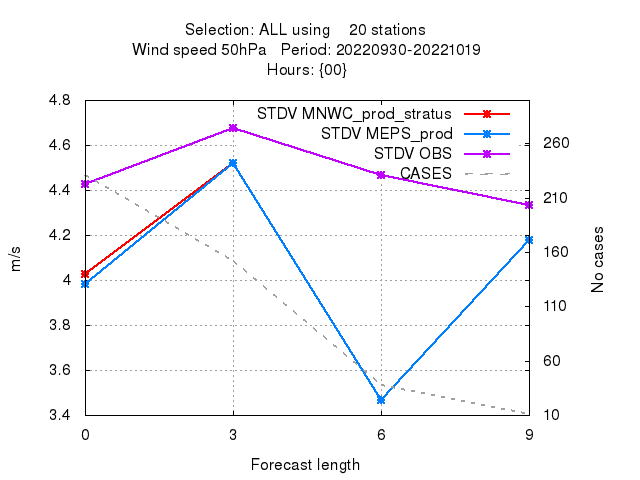 Selection: ALL using 20 stations
Wind speed 50hPa Period: 20220930-20221019
Hours: {00}
STDV MNWC_prod_stratus
STDV MEPS_prod
STDV OBS
CASES
4.8
4.6
4.4
4.2
4
3.8
3.6
3.4
m/s
260
210
160
110
60
10
No cases
0 3 6 9
Forecast length